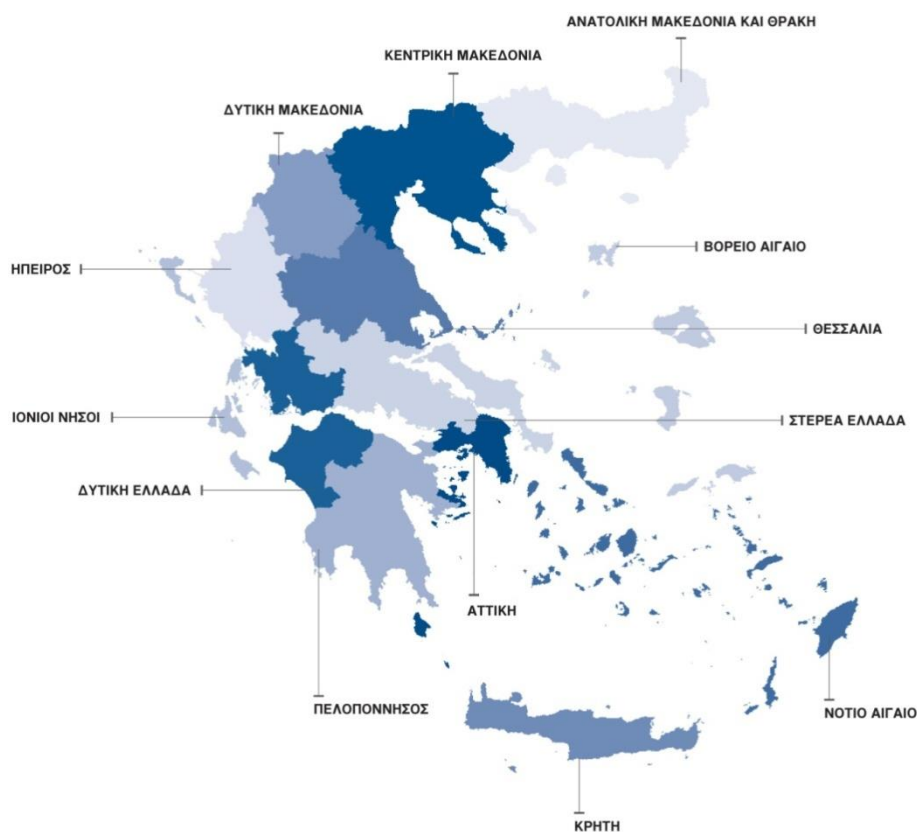 ΑΝΑΤΟΛΙΚΗ ΜΑΚΕΔΟΝΙΑ ΚΑΙ ΘΡΑΚΗ
ΚΕΝΤΡΙΚΗ ΜΑΚΕΔΟΝΙΑ
ΔΥΤΙΚΗ ΜΑΚΕΔΟΝΙΑ
ΒΟΡΕΙΟ ΑΙΓΑΙΟ
ΗΠΕΙΡΟΣ
ΘΕΣΣΑΛΙΑ
ΙΟΝΙΟΙ ΝΗΣΟΙ
ΣΤΕΡΕΑ ΕΛΛΑΔΑ
ΔΥΤΙΚΗ ΕΛΛΑΔΑ
ΑΤΤΙΚΗ
ΠΕΛΟΠΟΝΝΗΣΟΣ
ΝΟΤΙΟ ΑΙΓΑΙΟ
ΚΡΗΤΗ